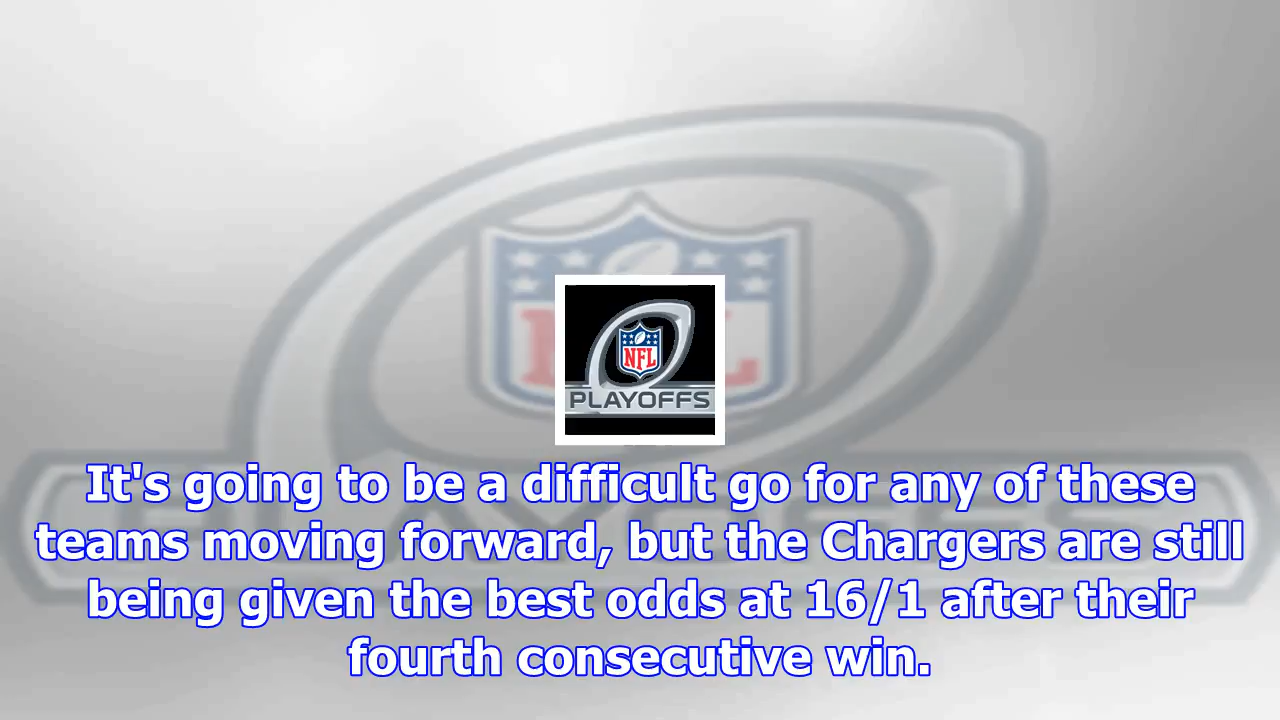 NFL
PLAYOFFS
It's going to be a difficult go for any of these
teams moving forward, but the Chargers are still
being given the best odds at 16/1 after their
fourth consecutive win.